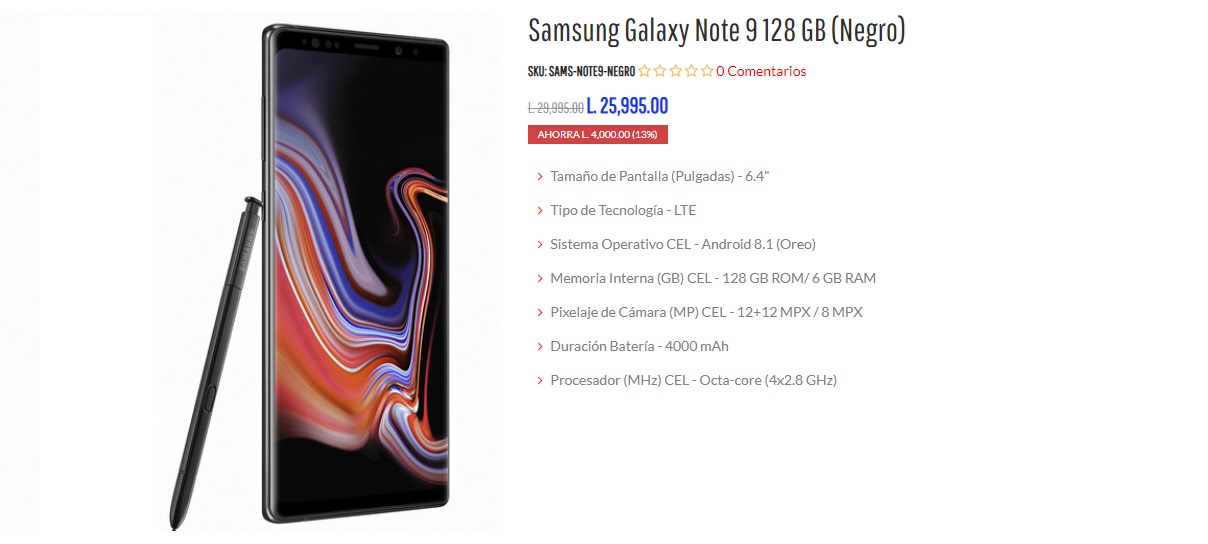 Samsung Galaxy Note 9 128 GB (Negro)
SKU: SAMS-NOTE9-NEGRO 0 Comentarios
L. 29,995.00 L. 25,995.00
AHORRA L. 4,000.00 (13%)
Tamaño de Pantalla (Pulgadas) - 6.4"
Tipo de Tecnología - LTE
Sistema Operativo CEL - Android 8.1 (Oreo)
Memoria Interna (GB) CEL - 128 GB ROM/ 6 GB RAM
Pixelaje de Cámara (MP) CEL - 12+12 MPX / 8 MPX
Duración Batería - 4000 mAh
Procesador (MHz) CEL - Octa-core (4x2.8 GHz)
SAMSUNG